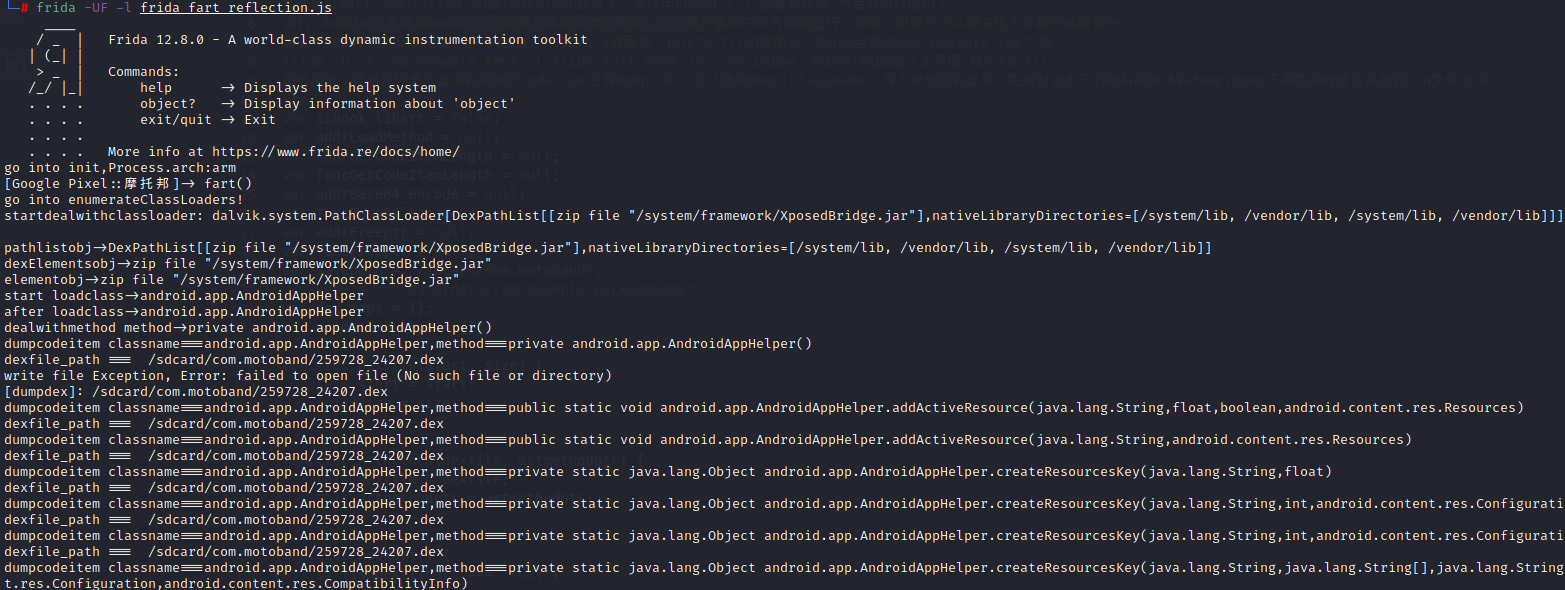 └─# frida -UF -l frida_fart_reflection.js
     ____
    / _  |   Frida 12.8.0 - A world-class dynamic instrumentation toolkit
   | (_| |
    > _  |   Commands:
   /_/ |_|       help      -> Displays the help system
   . . . .       object?   -> Display information about 'object'
   . . . .       exit/quit -> Exit
   . . . .
   . . . .   More info at https://www.frida.re/docs/home/
go into init,Process.arch:arm
[Google Pixel::摩托邦]-> fart()
go into enumerateClassLoaders!
startdealwithclassloader: dalvik.system.PathClassLoader[DexPathList[[zip file "/system/framework/XposedBridge.jar"],nativeLibraryDirectories=[/system/lib, /vendor/lib, /system/lib, /vendor/lib]]]
pathlistobj->DexPathList[[zip file "/system/framework/XposedBridge.jar"],nativeLibraryDirectories=[/system/lib, /vendor/lib, /system/lib, /vendor/lib]]
dexElementsobj->zip file "/system/framework/XposedBridge.jar"
elementobj->zip file "/system/framework/XposedBridge.jar"
start loadclass->android.app.AndroidAppHelper
after loadclass->android.app.AndroidAppHelper
dealwithmethod method->private android.app.AndroidAppHelper()
dumpcodeitem classname===android.app.AndroidAppHelper,method===private android.app.AndroidAppHelper()
dexfile_path ===  /sdcard/com.motoband/259728_24207.dex
write file Exception, Error: failed to open file (No such file or directory)
[dumpdex]: /sdcard/com.motoband/259728_24207.dex
dumpcodeitem classname===android.app.AndroidAppHelper,method===public static void android.app.AndroidAppHelper.addActiveResource(java.lang.String,float,boolean,android.content.res.Resources)
dexfile_path ===  /sdcard/com.motoband/259728_24207.dex
dumpcodeitem classname===android.app.AndroidAppHelper,method===public static void android.app.AndroidAppHelper.addActiveResource(java.lang.String,android.content.res.Resources)
dexfile_path ===  /sdcard/com.motoband/259728_24207.dex
dumpcodeitem classname===android.app.AndroidAppHelper,method===private static java.lang.Object android.app.AndroidAppHelper.createResourcesKey(java.lang.String,float)
dexfile_path ===  /sdcard/com.motoband/259728_24207.dex
dumpcodeitem classname===android.app.AndroidAppHelper,method===private static java.lang.Object android.app.AndroidAppHelper.createResourcesKey(java.lang.String,int,android.content.res.Configurati
dexfile_path ===  /sdcard/com.motoband/259728_24207.dex
dumpcodeitem classname===android.app.AndroidAppHelper,method===private static java.lang.Object android.app.AndroidAppHelper.createResourcesKey(java.lang.String,int,android.content.res.Configurati
dexfile_path ===  /sdcard/com.motoband/259728_24207.dex
dumpcodeitem classname===android.app.AndroidAppHelper,method===private static java.lang.Object android.app.AndroidAppHelper.createResourcesKey(java.lang.String,java.lang.String[],java.lang.String
t.res.Configuration,android.content.res.CompatibilityInfo)